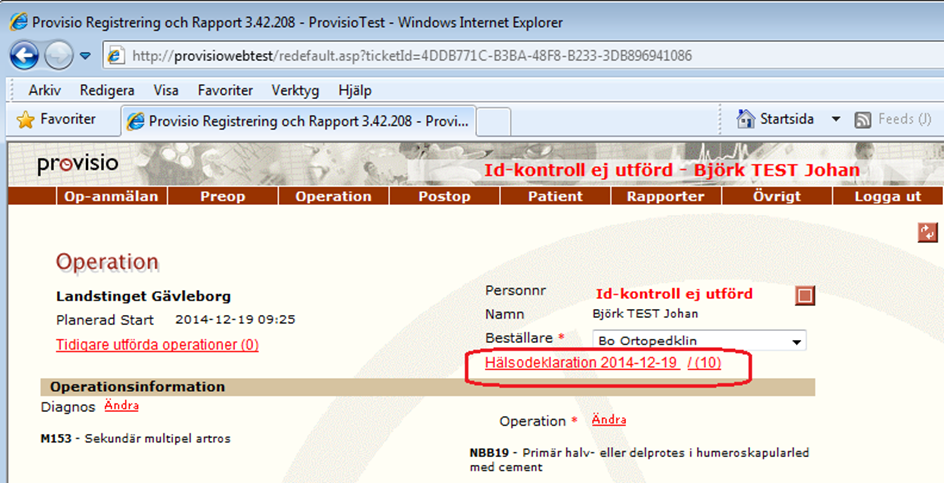 Provisio Registrering och Rapport 3.42.208 - ProvisioTest - Windows Internet Explorer
http://provisiowebtest/redefault.asp?ticketId=4DDB771C-B3BA-48F8-B233-3DB896941086
Arkiv Redigera Visa Favoriter Verktyg Hjälp
Favoriter Provisio Registrering och Rapport 3.42.208 - Provi... Startsida Feeds (J)
provisio
Id-kontroll ej utförd - Björk TEST Johan
Op-anmälan Preop Operation Postop Patient Rapporter Övrigt Logga ut
Operation
Landstinget Gävleborg
Planerad Start 2014-12-19 09:25
Tidigare utförda operationer (0)
Personnr Id-kontroll ej utförd
Namn Björk TEST Johan
Beställare * Bo Ortopedklin
Hälsodeklaration 2014-12-19 / (10)
Operationsinformation
Diagnos Ändra
M153 - Sekundär multipel artros
Operation * Ändra
NBB19 - Primär halv- eller delprotes i humeroskapularled
med cement